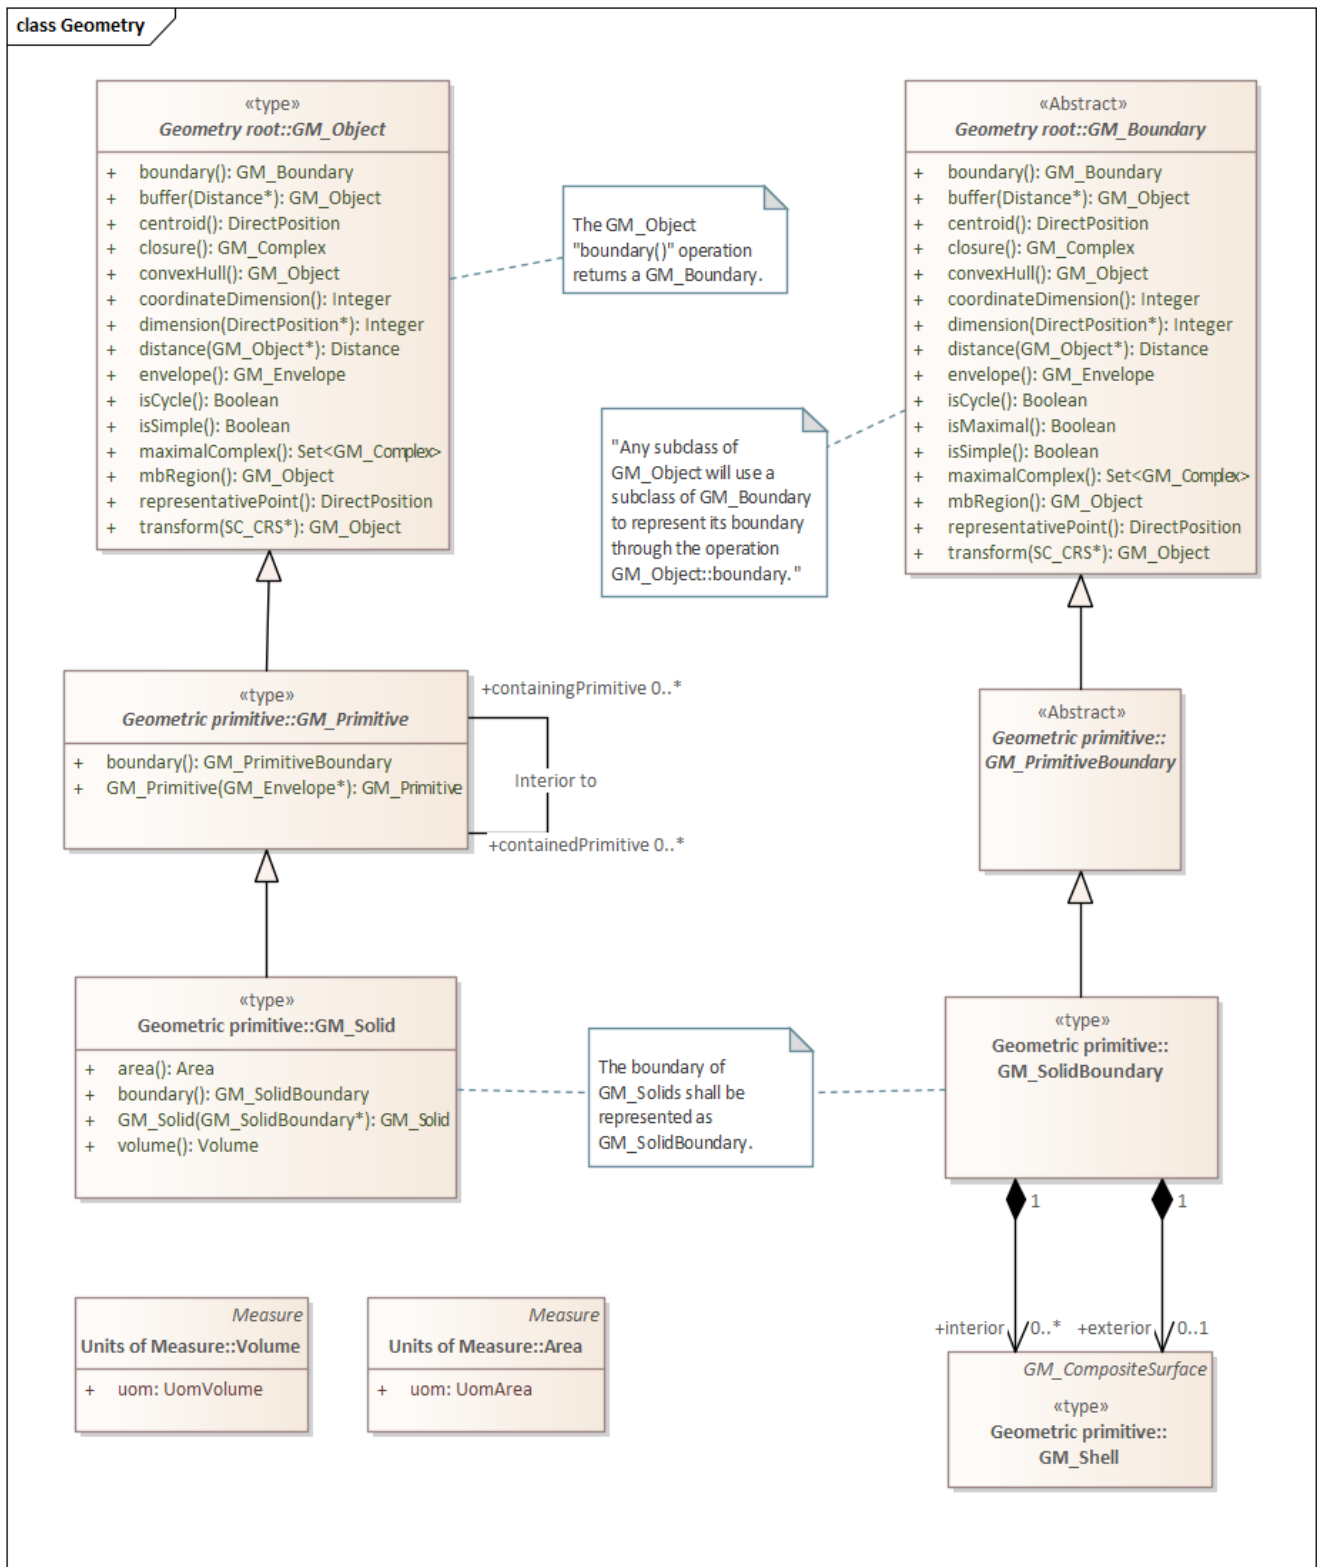 class Geometry
«type»
Geometry root::GM_Object
+ boundary(): GM_Boundary
+ buffer(Distance*): GM_Object
+ centroid(): DirectPosition
+ closure(): GM_Complex
+ convexHull(): GM_Object
+ coordinateDimension(): Integer
+ dimension(DirectPosition*): Integer
+ distance(GM_Object*): Distance
+ envelope(): GM_Envelope
+ isCycle(): Boolean
+ isSimple(): Boolean
+ maximalComplex(): Set<GM_Complex>
+ mbRegion(): GM_Object
+ representativePoint(): DirectPosition
+ transform(SC_CRS*): GM_Object
The GM_Object
"boundary()" operation
returns a GM_Boundary.
«Abstract»
Geometry root::GM_Boundary
+ boundary(): GM_Boundary
+ buffer(Distance*): GM_Object
+ centroid(): DirectPosition
+ closure(): GM_Complex
+ convexHull(): GM_Object
+ coordinateDimension(): Integer
+ dimension(DirectPosition*): Integer
+ distance(GM_Object*): Distance
+ envelope(): GM_Envelope
+ isCycle(): Boolean
+ isMaximal(): Boolean
+ isSimple(): Boolean
+ maximalComplex(): Set<GM_Complex>
+ mbRegion(): GM_Object
+ representativePoint(): DirectPosition
+ transform(SC_CRS*): GM_Object
"Any subclass of
GM_Object will use a
subclass of GM_Boundary
to represent its boundary
through the operation
GM_Object::boundary."
«type»
Geometric primitive::GM_Primitive
+ boundary(): GM_PrimitiveBoundary
+ GM_Primitive(GM_Envelope*): GM_Primitive
+containingPrimitive 0..*
Interior to
+containedPrimitive 0..*
«Abstract»
Geometric primitive::
GM_PrimitiveBoundary
«type»
Geometric primitive::GM_Solid
+ area(): Area
+ boundary(): GM_SolidBoundary
+ GM_Solid(GM_SolidBoundary*): GM_Solid
+ volume(): Volume
The boundary of
GM_Solids shall be
represented as
GM_SolidBoundary.
«type»
Geometric primitive::
GM_SolidBoundary
1
1
+interior 0..*
+exterior 0..1
Measure
Units of Measure::Volume
+ uom: UomVolume
Measure
Units of Measure::Area
+ uom: UomArea
GM_CompositeSurface
«type»
Geometric primitive::
GM_Shell